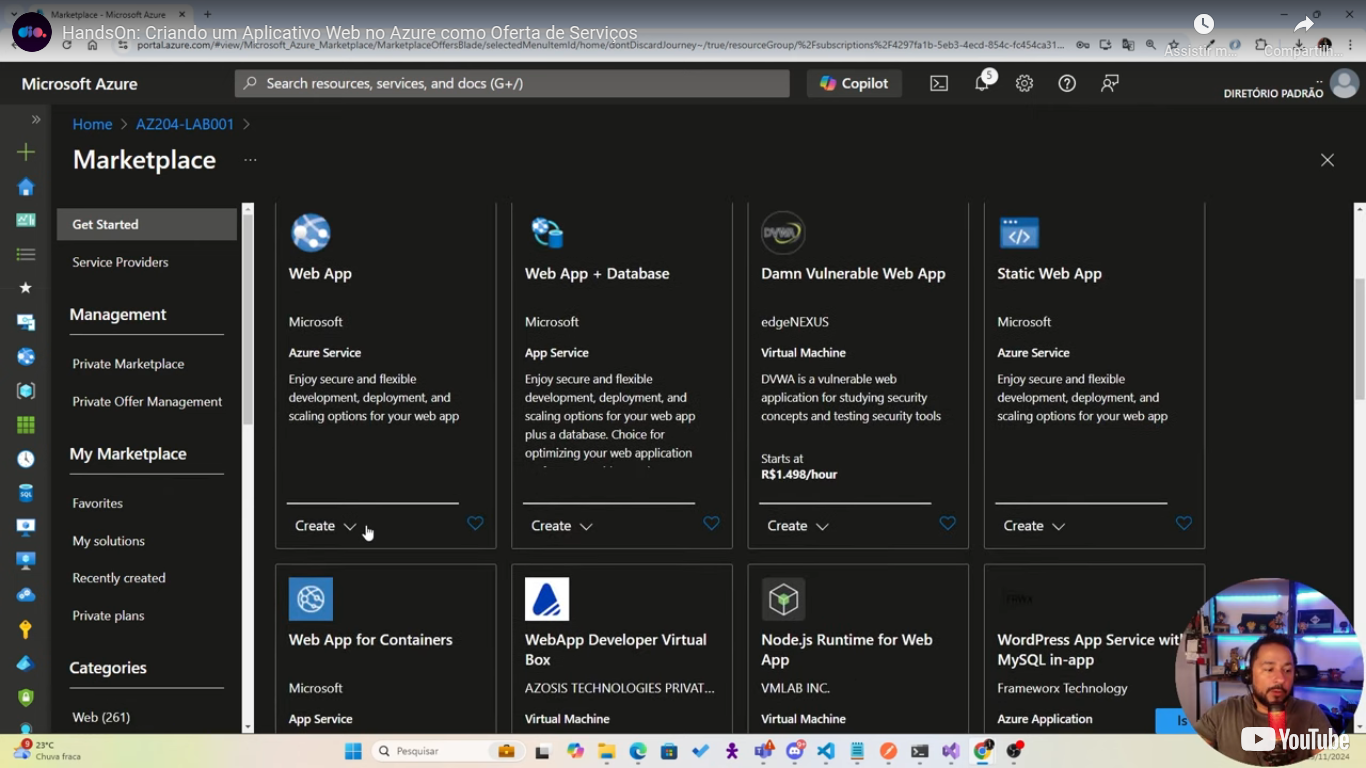 Marketplace - Microsoft Azure
dio.
HandsOn: Criando um Aplicativo Web no Azure como Oferta de Serviços
Assistir m...
Compartilh...
portal.azure.com/#view/Microsoft_Azure_Marketplace/MarketplaceOffersBlade/selectedMenuItemId/home/dontDiscardJourney~/true/resourceGroup/%2Fsubscriptions%2F4297fa1b-5eb3-4ecd-854c-fc454ca31...
Microsoft Azure
Search resources, services, and docs (G+/)
Copilot
5
DIRETÓRIO PADRÃO
Home > AZ204-LAB001 >
Marketplace ...
Get Started
Service Providers
Management
Private Marketplace
Private Offer Management
My Marketplace
Favorites
My solutions
Recently created
Private plans
Categories
Web (261)
Web App
Microsoft
Azure Service
Enjoy secure and flexible
development, deployment, and
scaling options for your web app
Create
Web App + Database
Microsoft
App Service
Enjoy secure and flexible
development, deployment, and
scaling options for your web app
plus a database. Choice for
optimizing your web application
Create
DVWA
Damn Vulnerable Web App
edgeNEXUS
Virtual Machine
DVWA is a vulnerable web
application for studying security
concepts and testing security tools
Starts at
R$1.498/hour
Create
Static Web App
Microsoft
Azure Service
Enjoy secure and flexible
development, deployment, and
scaling options for your web app
Create
Web App for Containers
Microsoft
App Service
WebApp Developer Virtual
Box
AZOSIS TECHNOLOGIES PRIVAT...
Virtual Machine
Node.js Runtime for Web
App
VMLAB INC.
Virtual Machine
WordPress App Service with
MySQL in-app
Frameworx Technology
Azure Application
Is
YouTube
23°C
Chuva fraca
Pesquisar